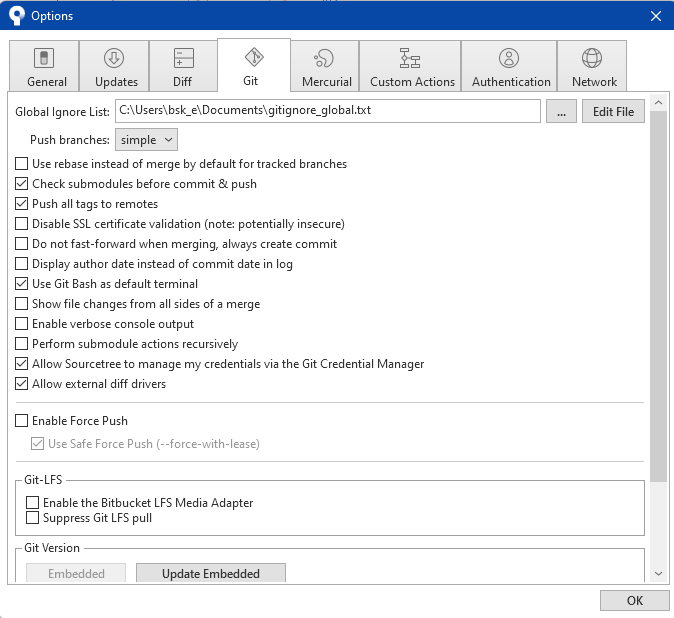 Options
General
Updates
Diff
Git
Mercurial
Custom Actions
Authentication
Network
Global Ignore List: C:\Users\bsk_e\Documents\gitignore_global.txt ... Edit File
Push branches: simple
Use rebase instead of merge by default for tracked branches
Check submodules before commit & push
Push all tags to remotes
Disable SSL certificate validation (note: potentially insecure)
Do not fast-forward when merging, always create commit
Display author date instead of commit date in log
Use Git Bash as default terminal
Show file changes from all sides of a merge
Enable verbose console output
Perform submodule actions recursively
Allow Sourcetree to manage my credentials via the Git Credential Manager
Allow external diff drivers
Enable Force Push
Use Safe Force Push (--force-with-lease)
Git-LFS
Enable the Bitbucket LFS Media Adapter
Suppress Git LFS pull
Git Version
Embedded Update Embedded
OK